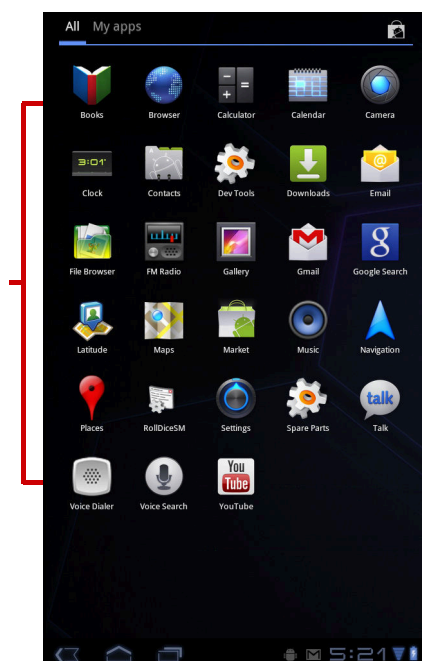 All My apps
Books Browser Calculator Calendar Camera
3:01
Clock Contacts Dev Tools Downloads Email
g
File Browser FM Radio Gallery Gmail Google Search
Latitude Maps Market Music Navigation
talk
Places RollDiceSM Settings Spare Parts Talk
You
Tube
Voice Dialer Voice Search YouTube
5:21